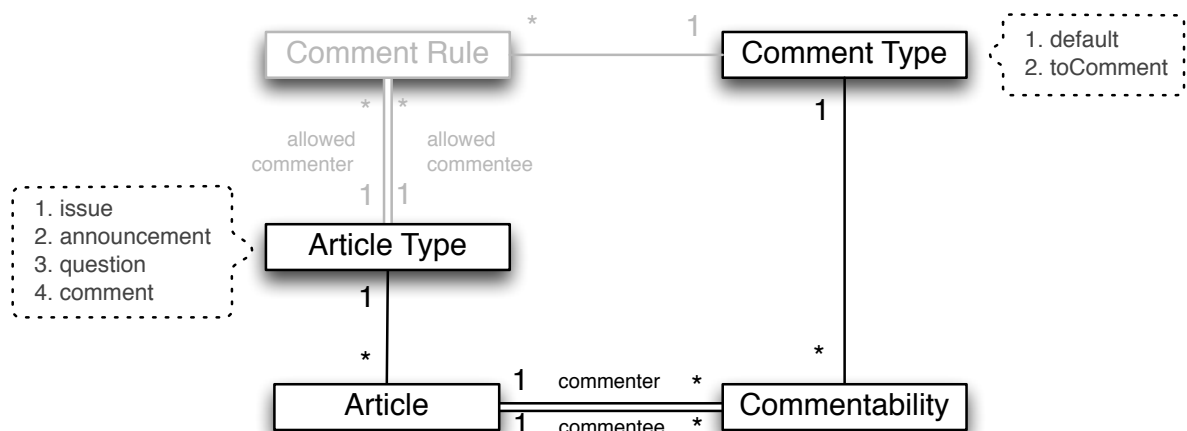 * 1
Comment Rule
Comment Type
1. default
2. toComment
* *
1
allowed commenter
allowed commentee
1 1
1. issue
2. announcement
3. question
4. comment
Article Type
1
*
*
1 commenter *
Article
Commentability
1 commentee *